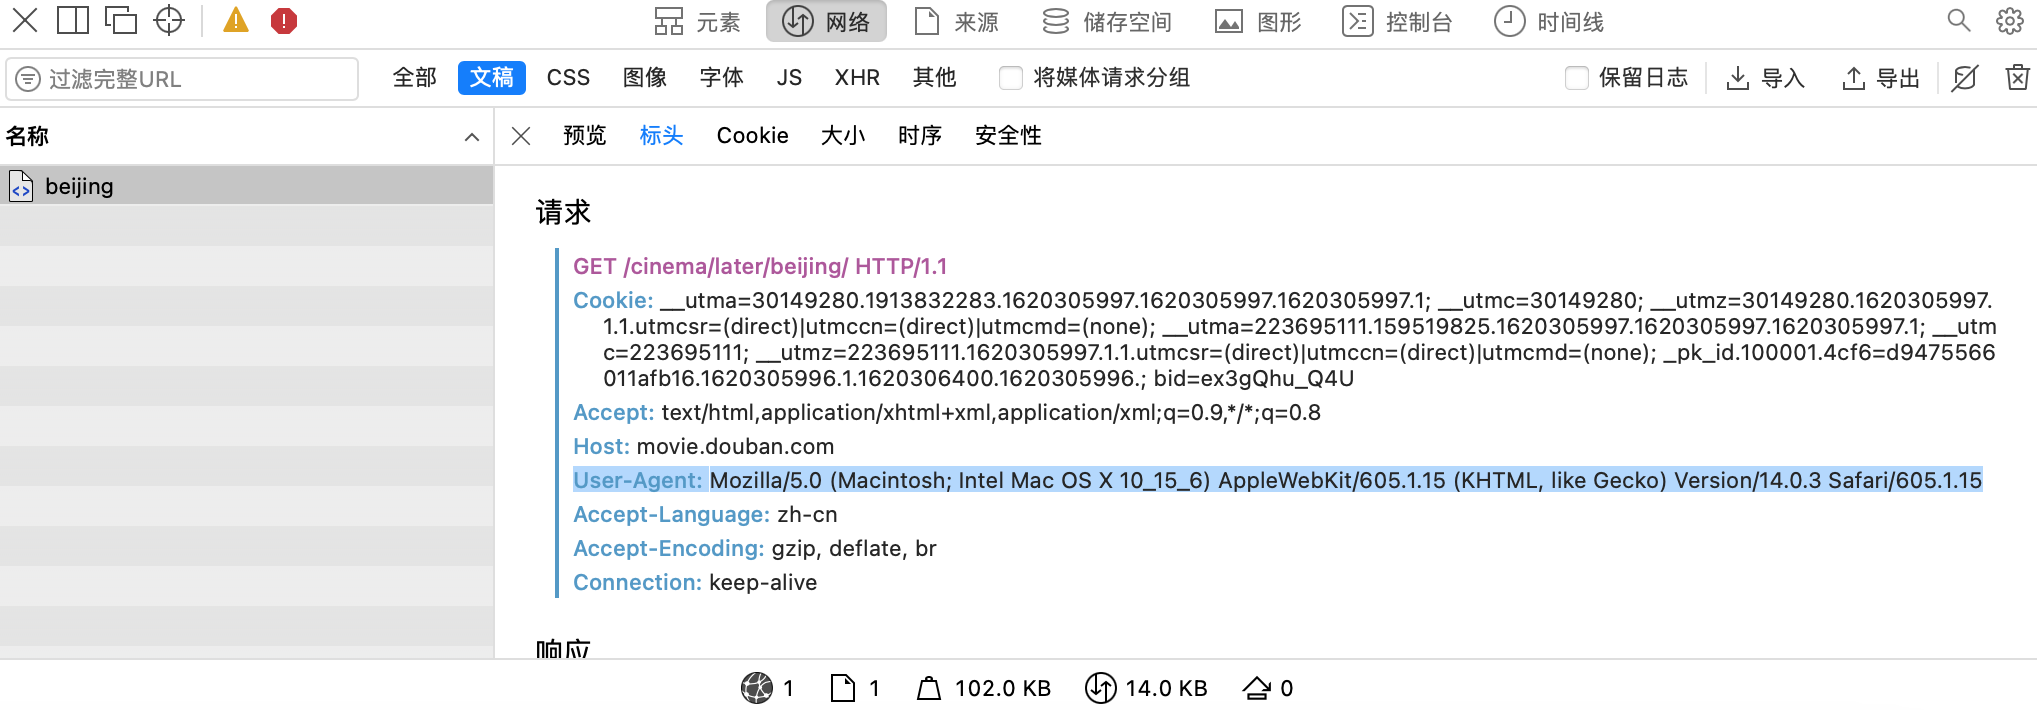 元素 网络 来源 储存空间 图形 控制台 时间线
过滤完整URL 全部 文稿 CSS 图像 字体 JS XHR 其他 将媒体请求分组 保留日志 导入 导出
名称 预览 标头 Cookie 大小 时序 安全性
beijing
请求
GET /cinema/later/beijing/ HTTP/1.1
Cookie: __utma=30149280.1913832283.1620305997.1620305997.1620305997.1; __utmc=30149280; __utmz=30149280.1620305997.
1.1.utmcsr=(direct)|utmccn=(direct)|utmcmd=(none); __utma=223695111.159519825.1620305997.1620305997.1620305997.1; __utm
c=223695111; __utmz=223695111.1620305997.1.1.utmcsr=(direct)|utmccn=(direct)|utmcmd=(none); _pk_id.100001.4cf6=d9475566
011afb16.1620305996.1.1620306400.1620305996.; bid=ex3gQhu_Q4U
Accept: text/html,application/xhtml+xml,application/xml;q=0.9,*/*;q=0.8
Host: movie.douban.com
User-Agent: Mozilla/5.0 (Macintosh; Intel Mac OS X 10_15_6) AppleWebKit/605.1.15 (KHTML, like Gecko) Version/14.0.3 Safari/605.1.15
Accept-Language: zh-cn
Accept-Encoding: gzip, deflate, br
Connection: keep-alive
响应
1 1 102.0 KB 14.0 KB 0